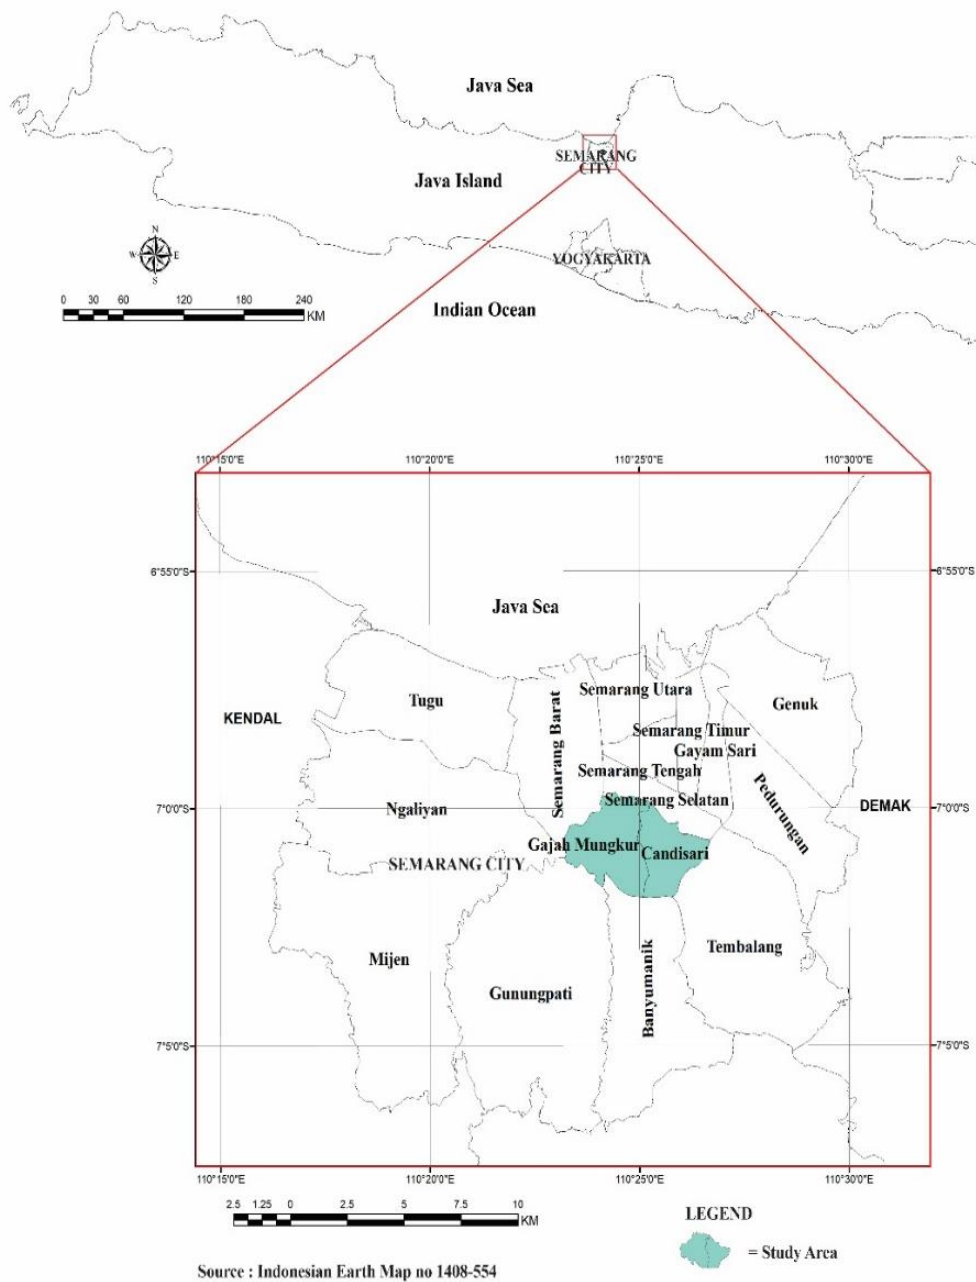 Java Sea
SEMARANG
CITY
Java Island
N
W E
S
YOGYAKARTA
0 30 60 120 180 240
KM
Indian Ocean
110°15'0"E 110°20'0"E 110°25'0"E 110°30'0"E
6°55'0"S 6°55'0"S
Java Sea
Tugu
Semarang Barat
Semarang Utara
Genuk
KENDAL
Semarang Timur
Gayam Sari
Semarang Tengah
Pedurungan
Ngaliyan
Semarang Selatan
7°0'0"S DEMAK 7°0'0"S
Gajah Mungkur
Candisari
SEMARANG CITY
Mijen
Gunungpati
Banyumanik
Tembalang
7°5'0"S 7°5'0"S
110°15'0"E 110°20'0"E 110°25'0"E 110°30'0"E
2.5 1.25 0 2.5 5 7.5 10
KM
LEGEND
= Study Area
Source : Indonesian Earth Map no 1408-554